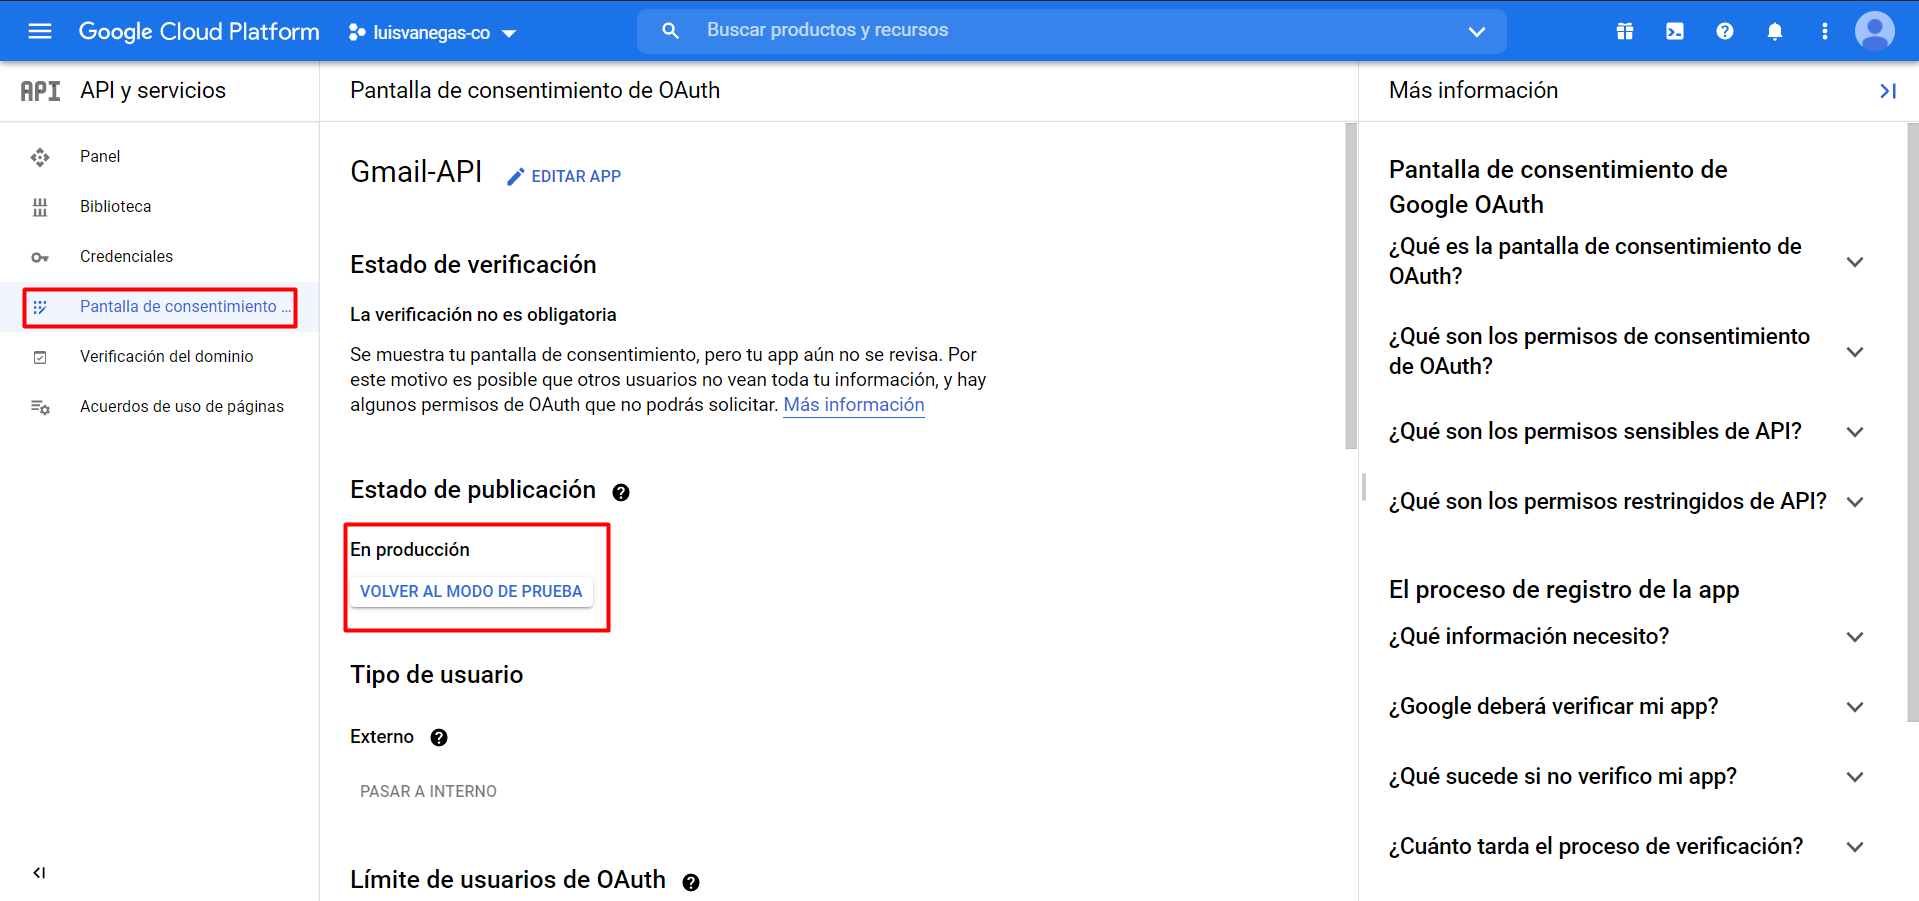 Google Cloud Platform
luisvanegas-co
Buscar productos y recursos
API
API y servicios
Panel
Biblioteca
Credenciales
Pantalla de consentimiento ...
Verificación del dominio
Acuerdos de uso de páginas
Pantalla de consentimiento de OAuth
Gmail-API
EDITAR APP
Estado de verificación
La verificación no es obligatoria
Se muestra tu pantalla de consentimiento, pero tu app aún no se revisa. Por
este motivo es posible que otros usuarios no vean toda tu información, y hay
algunos permisos de OAuth que no podrás solicitar. Más información
Estado de publicación
En producción
VOLVER AL MODO DE PRUEBA
Tipo de usuario
Externo
PASAR A INTERNO
Límite de usuarios de OAuth
Más información
Pantalla de consentimiento de
Google OAuth
¿Qué es la pantalla de consentimiento de
OAuth?
¿Qué son los permisos de consentimiento
de OAuth?
¿Qué son los permisos sensibles de API?
¿Qué son los permisos restringidos de API?
El proceso de registro de la app
¿Qué información necesito?
¿Google deberá verificar mi app?
¿Qué sucede si no verifico mi app?
¿Cuánto tarda el proceso de verificación?